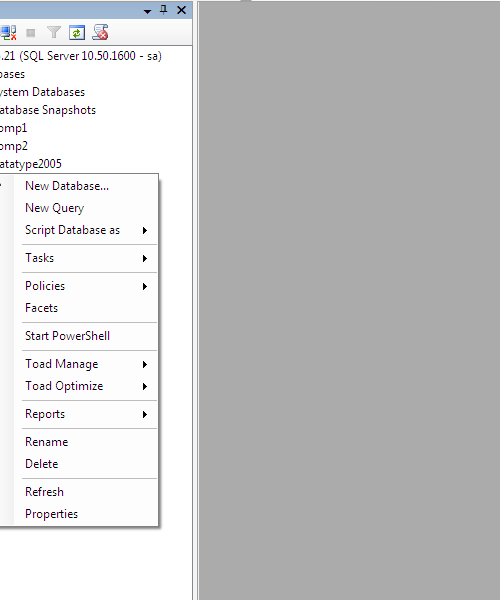 .21 (SQL Server 10.50.1600 - sa)
bases
ystem Databases
atabase Snapshots
omp1
omp2
atatype2005
New Database...
New Query
Script Database as
Tasks
Policies
Facets
Start PowerShell
Toad Manage
Toad Optimize
Reports
Rename
Delete
Refresh
Properties